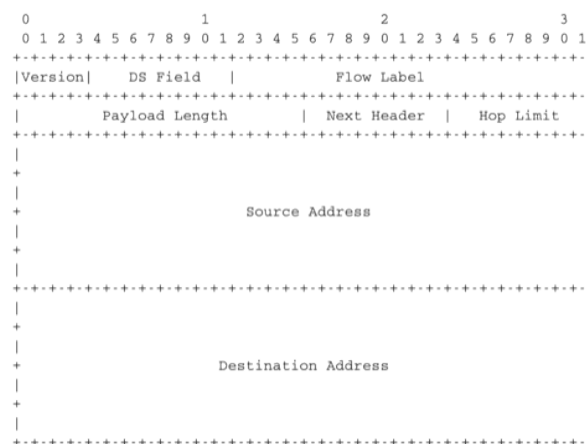 0                   1                   2                   3
0 1 2 3 4 5 6 7 8 9 0 1 2 3 4 5 6 7 8 9 0 1 2 3 4 5 6 7 8 9 0 1
+-+-+-+-+-+-+-+-+-+-+-+-+-+-+-+-+-+-+-+-+-+-+-+-+-+-+-+-+-+-+-+-
|Version|    DS Field   |           Flow Label
+-+-+-+-+-+-+-+-+-+-+-+-+-+-+-+-+-+-+-+-+-+-+-+-+-+-+-+-+-+-+-+-
|         Payload Length        |  Next Header  |   Hop Limit
+-+-+-+-+-+-+-+-+-+-+-+-+-+-+-+-+-+-+-+-+-+-+-+-+-+-+-+-+-+-+-+-
|
+
|
+                         Source Address
|
+
|
+-+-+-+-+-+-+-+-+-+-+-+-+-+-+-+-+-+-+-+-+-+-+-+-+-+-+-+-+-+-+-+-
|
+
|
+                      Destination Address
|
+
|
+-+-+-+-+-+-+-+-+-+-+-+-+-+-+-+-+-+-+-+-+-+-+-+-+-+-+-+-+-+-+-+-